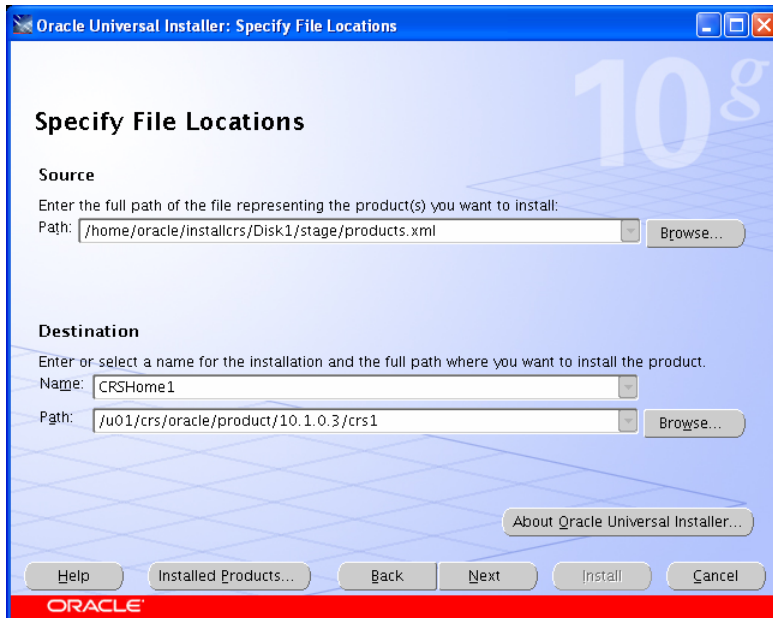 Oracle Universal Installer: Specify File Locations
10g
Specify File Locations
Source
Enter the full path of the file representing the product(s) you want to install:
Path: /home/oracle/installcrs/Disk1/stage/products.xml Browse...
Destination
Enter or select a name for the installation and the full path where you want to install the product.
Name: CRSHome1
Path: /u01/crs/oracle/product/10.1.0.3/crs1 Browse...
About Oracle Universal Installer...
Help Installed Products... Back Next Install Cancel
ORACLE